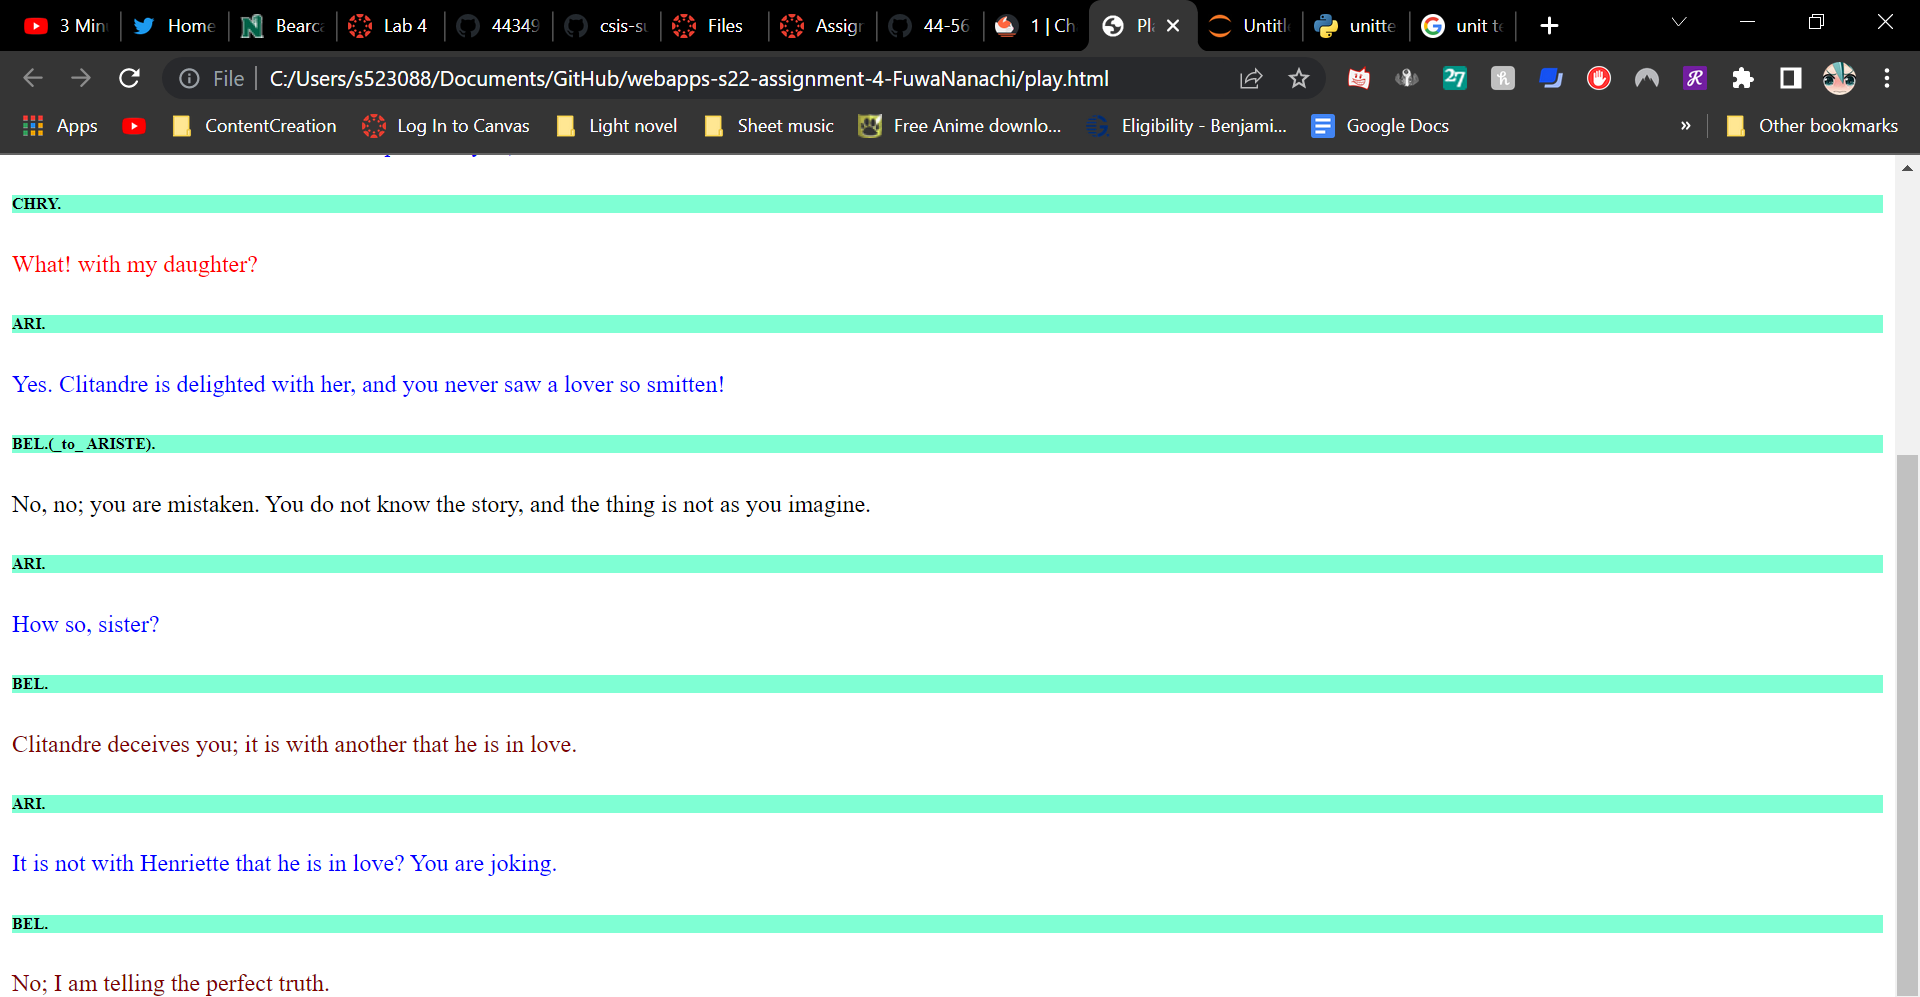 3 Min Home Bearca Lab 4 44349 csis-su Files Assig 44-56 1 | Ch Pl Untitl unitte unit te
File C:/Users/s523088/Documents/GitHub/webapps-s22-assignment-4-FuwaNanachi/play.html
Apps ContentCreation Log In to Canvas Light novel Sheet music Free Anime downlo... Eligibility - Benjami... Google Docs » Other bookmarks
CHRY.
What! with my daughter?
ARI.
Yes. Clitandre is delighted with her, and you never saw a lover so smitten!
BEL.(_to_ ARISTE).
No, no; you are mistaken. You do not know the story, and the thing is not as you imagine.
ARI.
How so, sister?
BEL.
Clitandre deceives you; it is with another that he is in love.
ARI.
It is not with Henriette that he is in love? You are joking.
BEL.
No; I am telling the perfect truth.